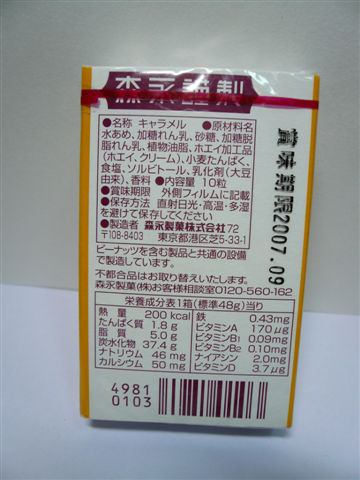 森永謹製
●名称 キャラメル ●原材料名
水あめ、加糖れん乳、砂糖、加糖脱
脂れん乳、植物油脂、ホエイ加工品
(ホエイ、クリーム)、小麦たんぱく、
食塩、ソルビトール、乳化剤(大豆
由来)、香料 ●内容量 10粒
●賞味期限 外側フィルムに記載
●保存方法 直射日光・高温・多湿
を避けて保存してください
●製造者 森永製菓株式会社72
〒108-8403 東京都港区芝5-33-1
ピーナッツを含む製品と共通の設備
で製造しています。
不都合品はお取り替えいたします。
森永製菓(株)お客様相談室0120-560-162
栄養成分表1箱(標準48g)当り
熱量 200kcal
たんぱく質 1.8g
脂質 5.0g
炭水化物 37.4g
ナトリウム 46mg
カルシウム 50mg
鉄 0.43mg
ビタミンA 170μg
ビタミンB1 0.09mg
ビタミンB2 0.10mg
ナイアシン 2.0mg
ビタミンD 3.7μg
4981
0103
賞味期限2007.09